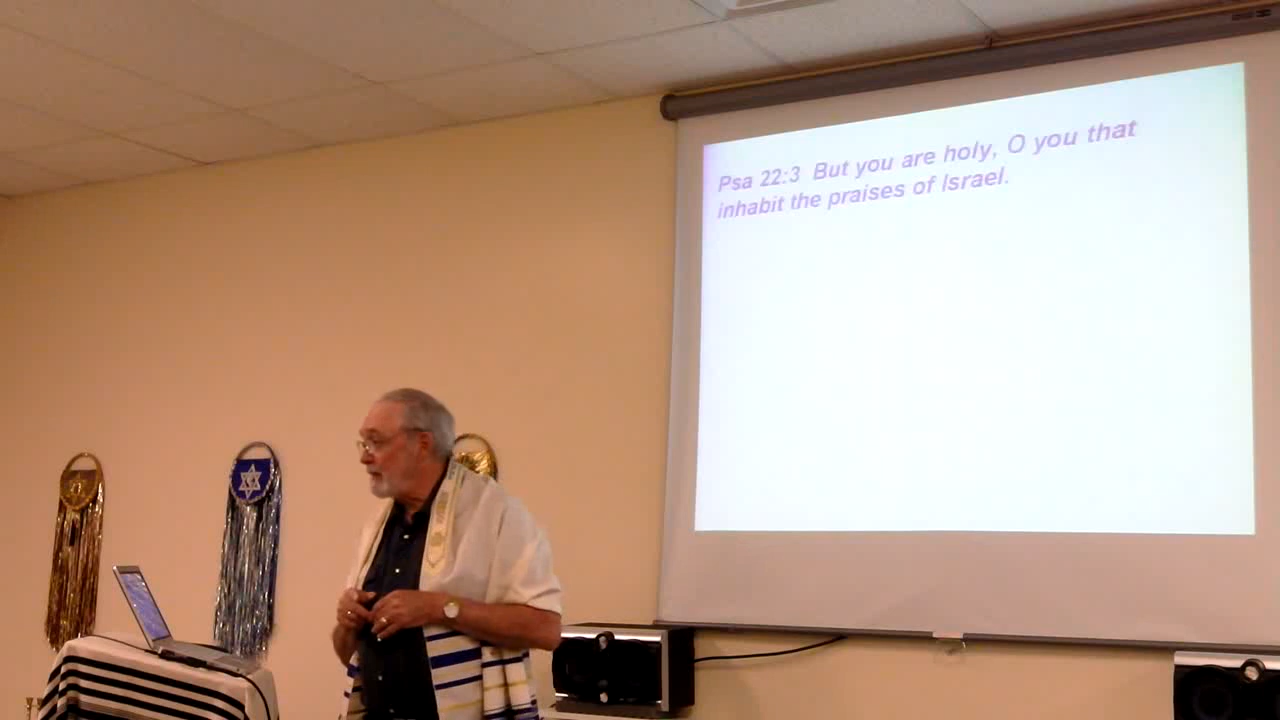 Psa 22:3 But you are holy, O you that
inhabit the praises of Israel.